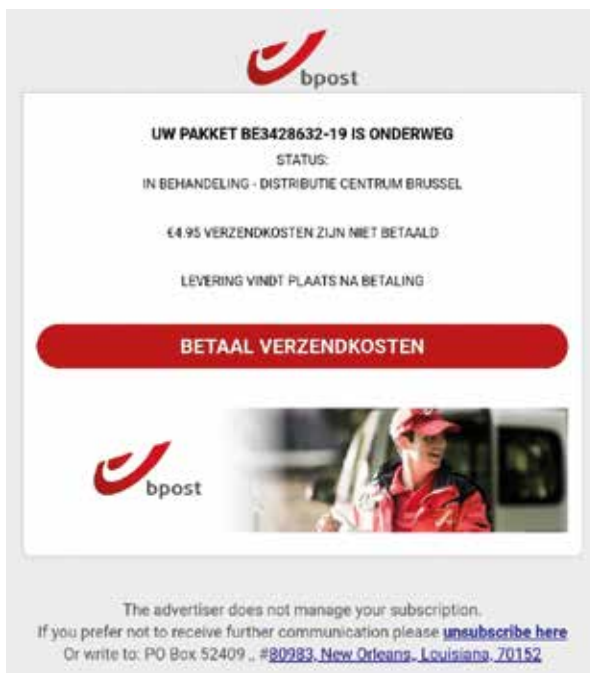 bpost
UW PAKKET BE3428632-19 IS ONDERWEG
STATUS:
IN BEHANDELING - DISTRIBUTIE CENTRUM BRUSSEL
€4.95 VERZENDKOSTEN ZIJN NIET BETAALD
LEVERING VINDT PLAATS NA BETALING
BETAAL VERZENDKOSTEN
bpost
The advertiser does not manage your subscription.
If you prefer not to receive further communication please unsubscribe here
Or write to: PO Box 52409 ,, #80983, New Orleans,, Louisiana, 70152